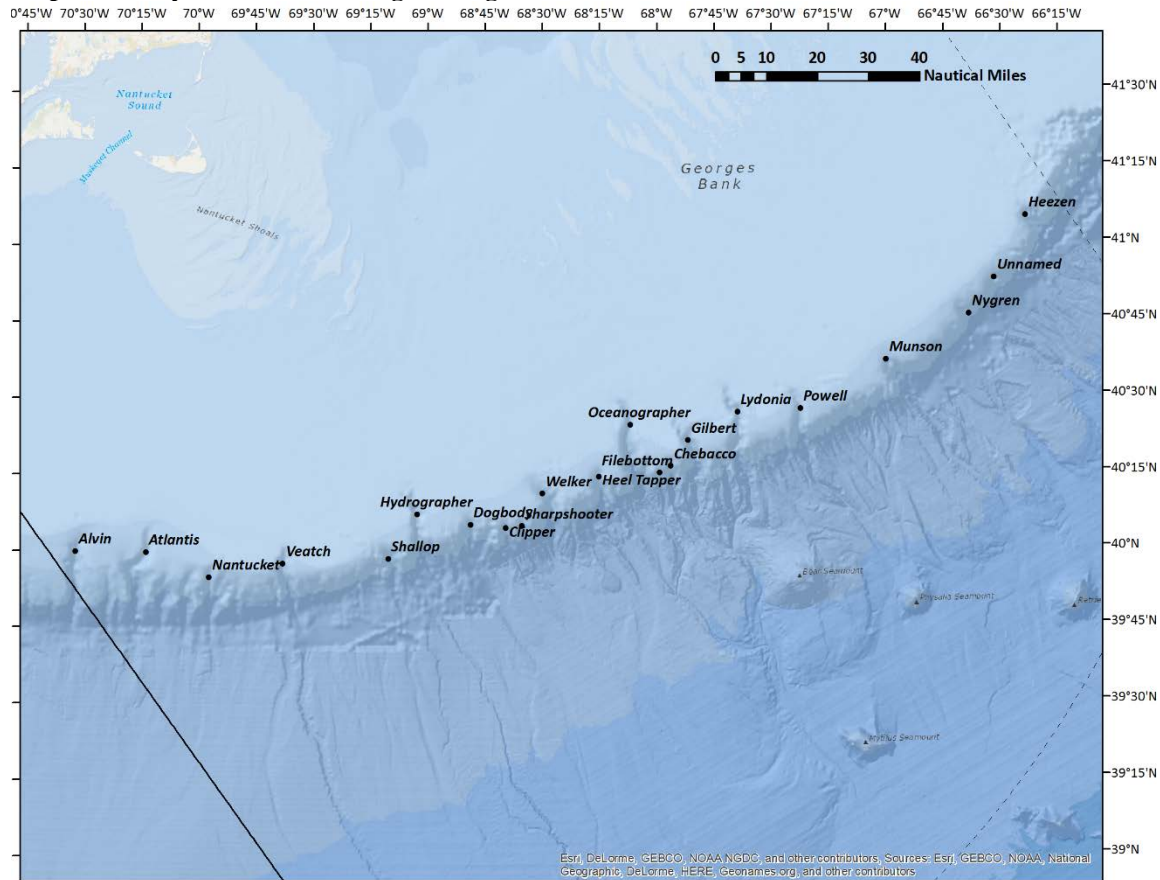 0°45'W 70°30'W 70°15'W 70°W 69°45'W 69°30'W 69°15'W 69°W 68°45'W 68°30'W 68°15'W 68°W 67°45'W 67°30'W 67°15'W 67°W 66°45'W 66°30'W 66°15'W
0 5 10 20 30 40
Nautical Miles
41°30'N
Nantucket
Sound
Muskeget Channel
41°15'N
Georges
Bank
Nantucket Shoals
Heezen
41°N
Unnamed
Nygren
40°45'N
Munson
40°30'N
Lydonia
Powell
Oceanographer
Gilbert
Chebacco
Filebottom
40°15'N
Heel Tapper
Welker
Hydrographer
Dogbody
Sharpshooter
Clipper
Alvin
Atlantis
Veatch
Shallop
40°N
Nantucket
Bear Seamount
Physalia Seamount
39°45'N
39°30'N
Mytilus Seamount
39°15'N
39°N
Esri, DeLorme, GEBCO, NOAA NGDC, and other contributors, Sources: Esri, GEBCO, NOAA, National
Geographic, DeLorme, HERE, Geonames.org, and other contributors